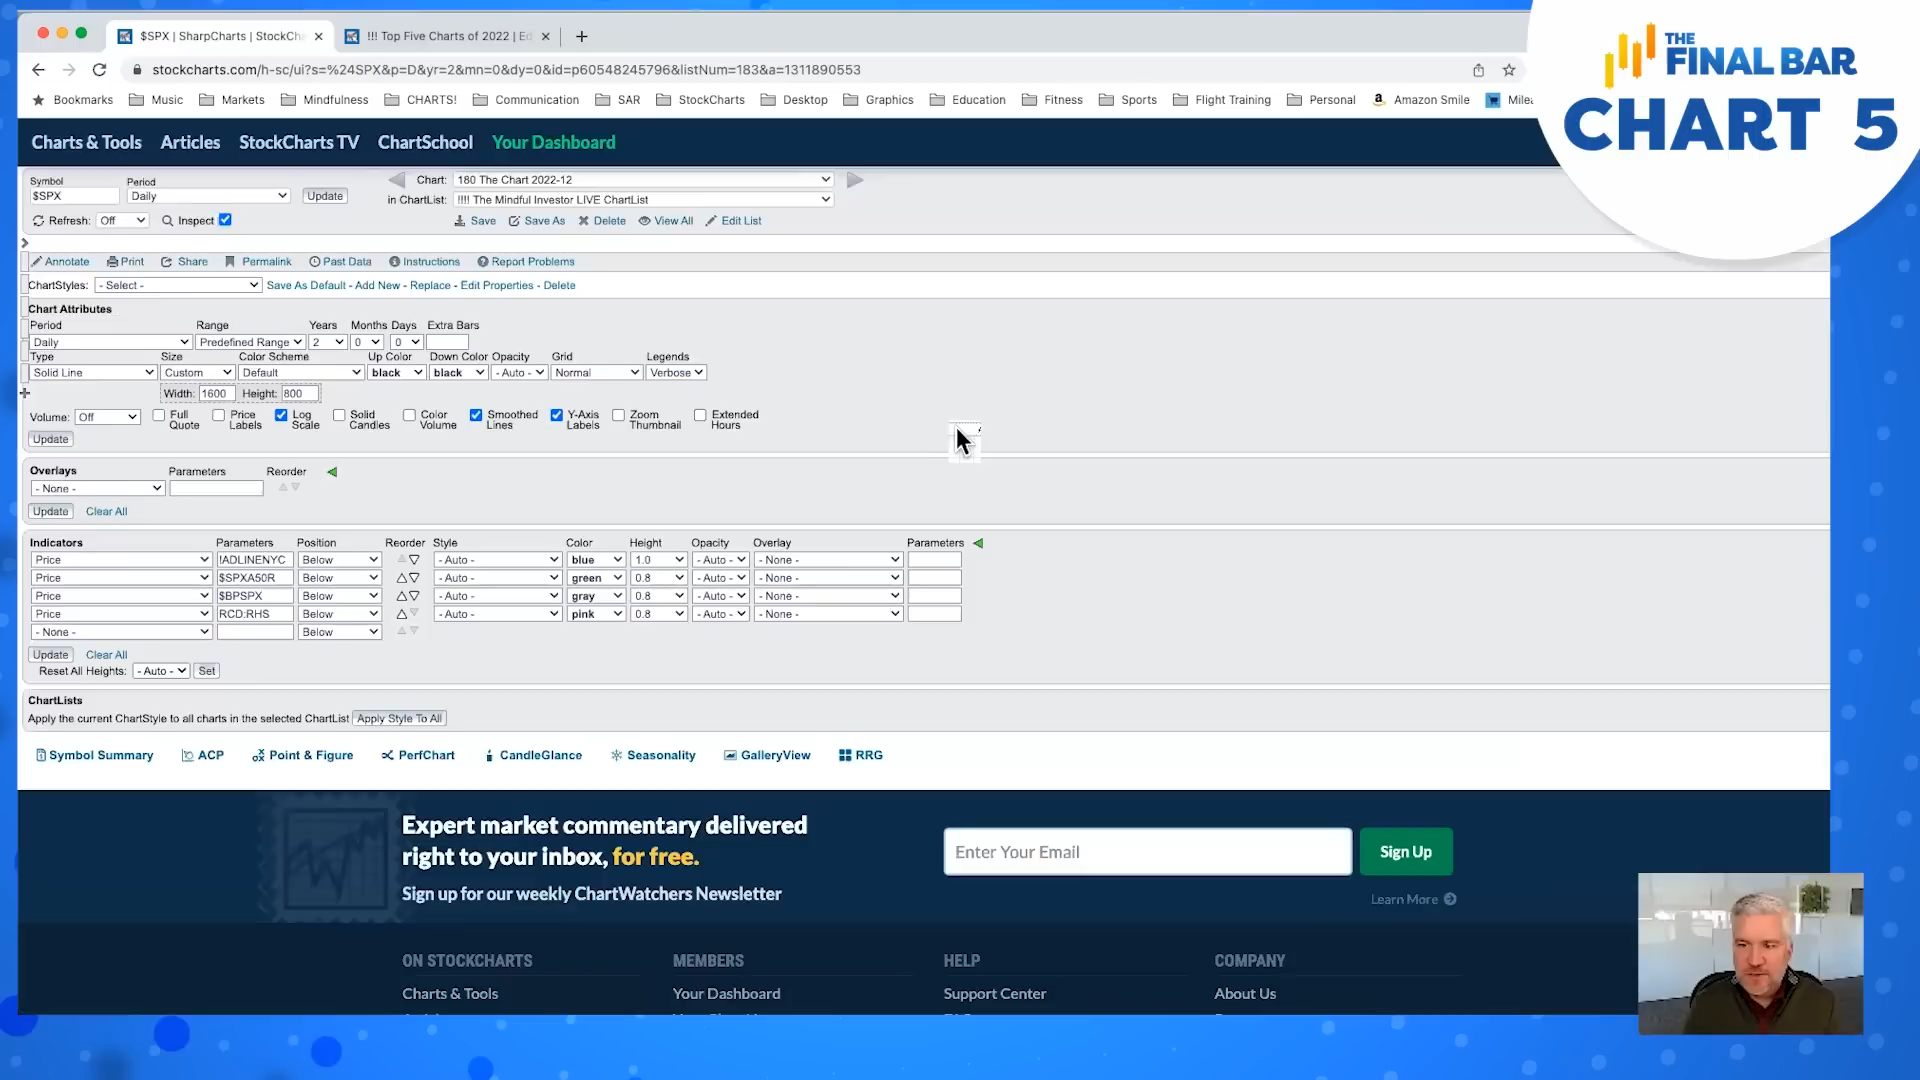 $SPX | SharpCharts | StockCha
!!! Top Five Charts of 2022 | Ed
stockcharts.com/h-sc/ui?s=%24SPX&p=D&yr=2&mn=0&dy=0&id=p60548245796&listNum=183&a=1311890553
Bookmarks Music Markets Mindfulness CHARTS! Communication SAR StockCharts Desktop Graphics Education Fitness Sports Flight Training Personal Amazon Smile Milea
THE
FINAL BAR
CHART 5
Charts & Tools Articles StockCharts TV ChartSchool Your Dashboard
Symbol Period
$SPX Daily Update
Chart: 180 The Chart 2022-12
in ChartList: !!!! The Mindful Investor LIVE ChartList
Refresh: Off Inspect
Save Save As Delete View All Edit List
Annotate Print Share Permalink Past Data Instructions Report Problems
ChartStyles: - Select - Save As Default - Add New - Replace - Edit Properties - Delete
Chart Attributes
Period Range Years Months Days Extra Bars
Daily Predefined Range 2 0 0
Type Size Color Scheme Up Color Down Color Opacity Grid Legends
Solid Line Custom Default black black - Auto - Normal Verbose
Width: 1600 Height: 800
Volume: Off Full Quote Price Labels Log Scale Solid Candles Color Volume Smoothed Lines Y-Axis Labels Zoom Thumbnail Extended Hours
Update
Overlays Parameters Reorder
- None -
Update Clear All
Indicators Parameters Position Reorder Style Color Height Opacity Overlay Parameters
Price !ADLINENYC Below - Auto - blue 1.0 - Auto - - None -
Price $SPXA50R Below - Auto - green 0.8 - Auto - - None -
Price $BPSPX Below - Auto - gray 0.8 - Auto - - None -
Price RCD:RHS Below - Auto - pink 0.8 - Auto - - None -
- None - Below
Update Clear All
Reset All Heights: - Auto - Set
ChartLists
Apply the current ChartStyle to all charts in the selected ChartList Apply Style To All
Symbol Summary ACP Point & Figure PerfChart CandleGlance Seasonality GalleryView RRG
Expert market commentary delivered
right to your inbox, for free.
Sign up for our weekly ChartWatchers Newsletter
Enter Your Email Sign Up
Learn More
ON STOCKCHARTS MEMBERS HELP COMPANY
Charts & Tools Your Dashboard Support Center About Us